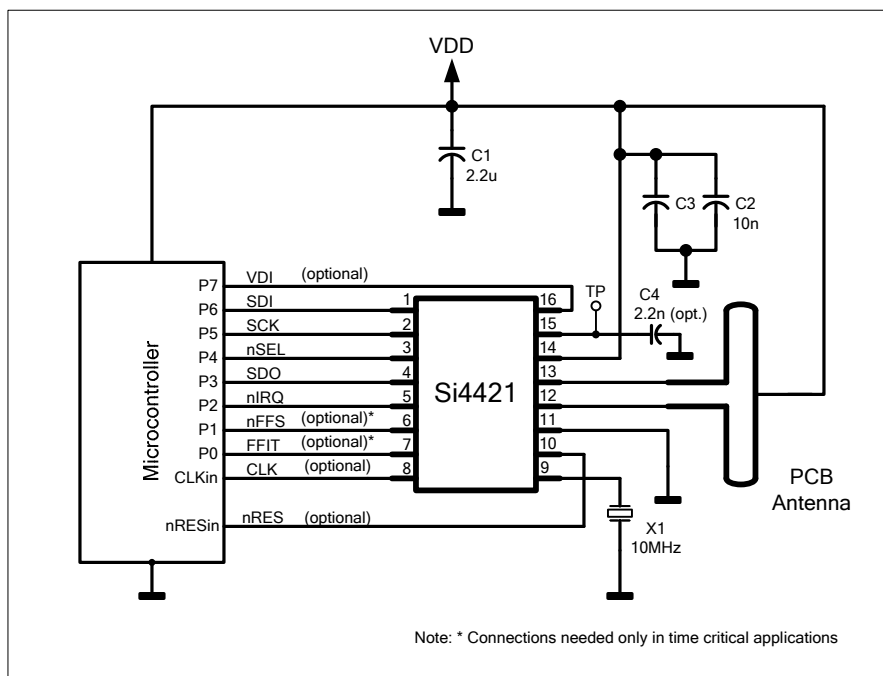 VDD
C1
2.2u
C3
C2
10n
Microcontroller
P7 VDI (optional)
P6 SDI 1
P5 SCK 2
P4 nSEL 3
P3 SDO 4
P2 nIRQ 5
P1 nFFS (optional)* 6
P0 FFIT (optional)* 7
CLKin CLK (optional) 8
nRESin nRES (optional)
Si4421
16
15
14
13
12
11
10
9
TP
C4
2.2n (opt.)
X1
10MHz
PCB
Antenna
Note: * Connections needed only in time critical applications